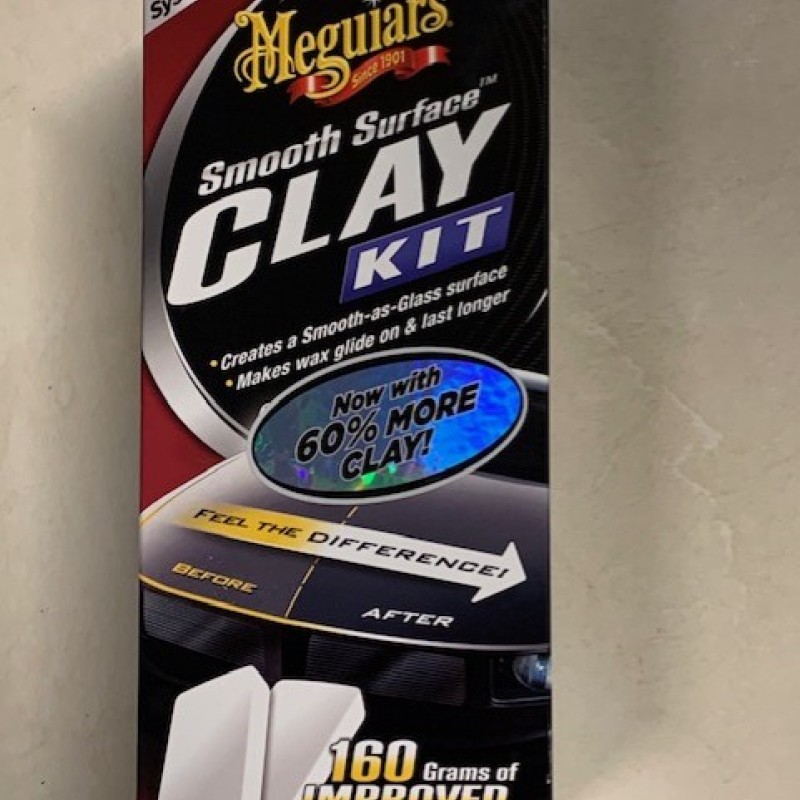 Meguiar's
Since 1901
Smooth Surface™
CLAY
KIT
• Creates a Smooth-as-Glass surface
• Makes wax glide on & last longer
Now with
60% MORE
CLAY!
FEEL THE DIFFERENCE!
BEFORE
AFTER
160 Grams of
IMPROVED